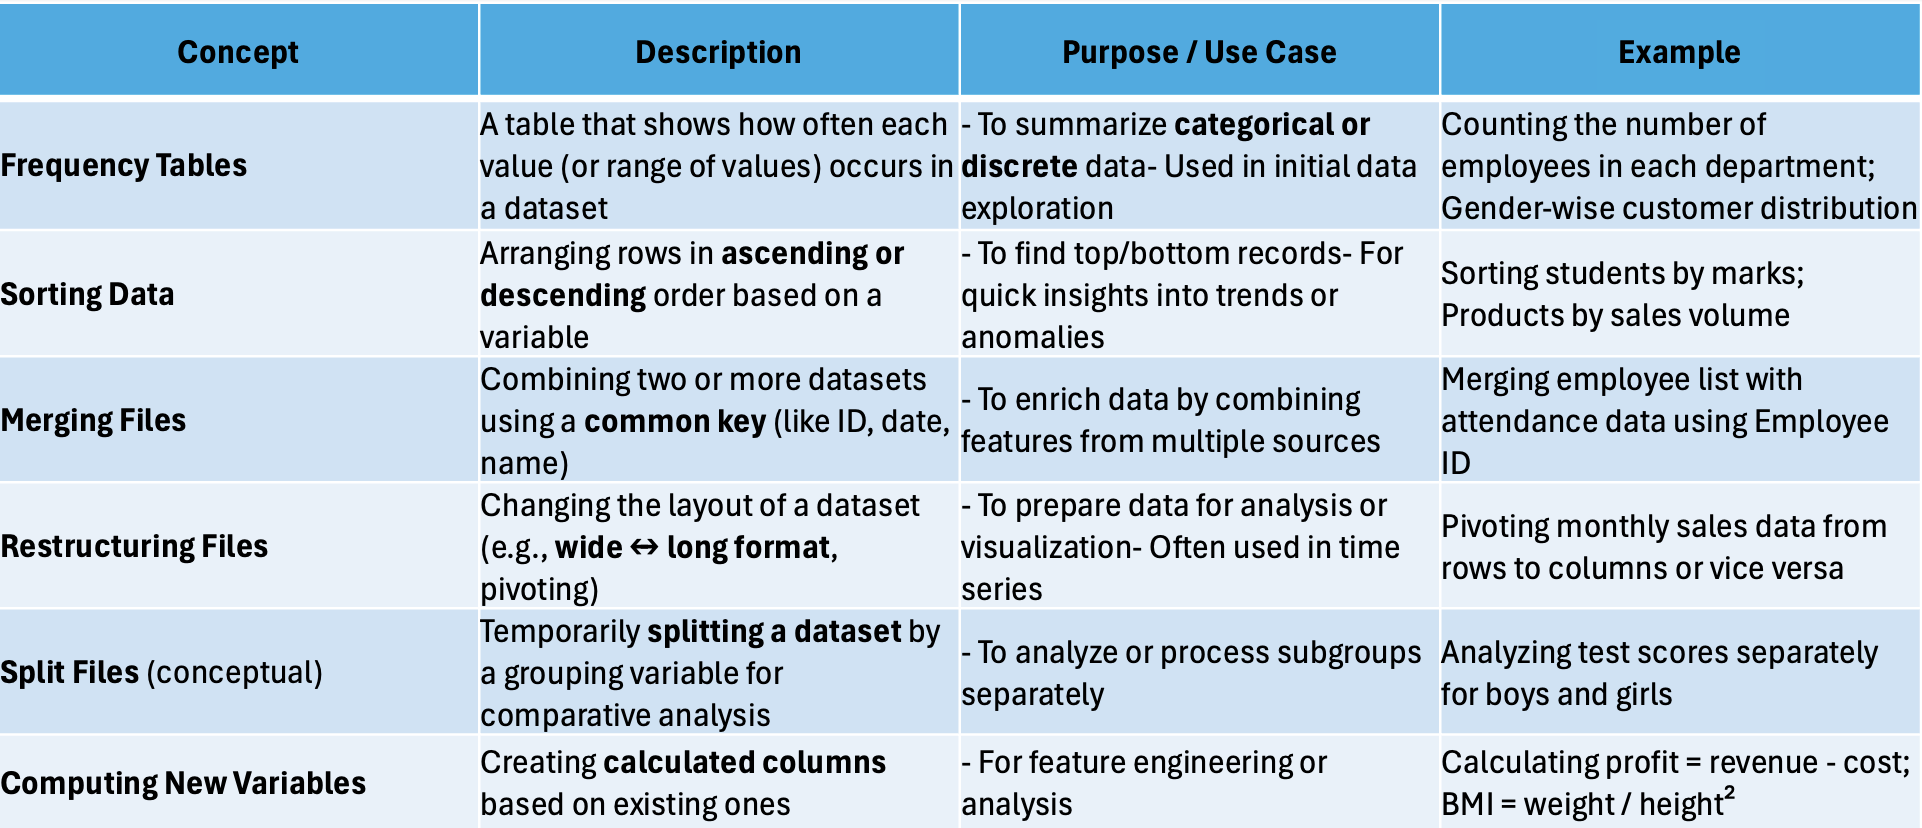 Concept
Description
Purpose / Use Case
Example
Frequency Tables
A table that shows how often each
value (or range of values) occurs in
a dataset
- To summarize categorical or
discrete data- Used in initial data
exploration
Counting the number of
employees in each department;
Gender-wise customer distribution
Sorting Data
Arranging rows in ascending or
descending order based on a
variable
- To find top/bottom records- For
quick insights into trends or
anomalies
Sorting students by marks;
Products by sales volume
Merging Files
Combining two or more datasets
using a common key (like ID, date,
name)
- To enrich data by combining
features from multiple sources
Merging employee list with
attendance data using Employee
ID
Restructuring Files
Changing the layout of a dataset
(e.g., wide ↔ long format,
pivoting)
- To prepare data for analysis or
visualization- Often used in time
series
Pivoting monthly sales data from
rows to columns or vice versa
Split Files (conceptual)
Temporarily splitting a dataset by
a grouping variable for
comparative analysis
- To analyze or process subgroups
separately
Analyzing test scores separately
for boys and girls
Computing New Variables
Creating calculated columns
based on existing ones
- For feature engineering or
analysis
Calculating profit = revenue - cost;
BMI = weight / height²